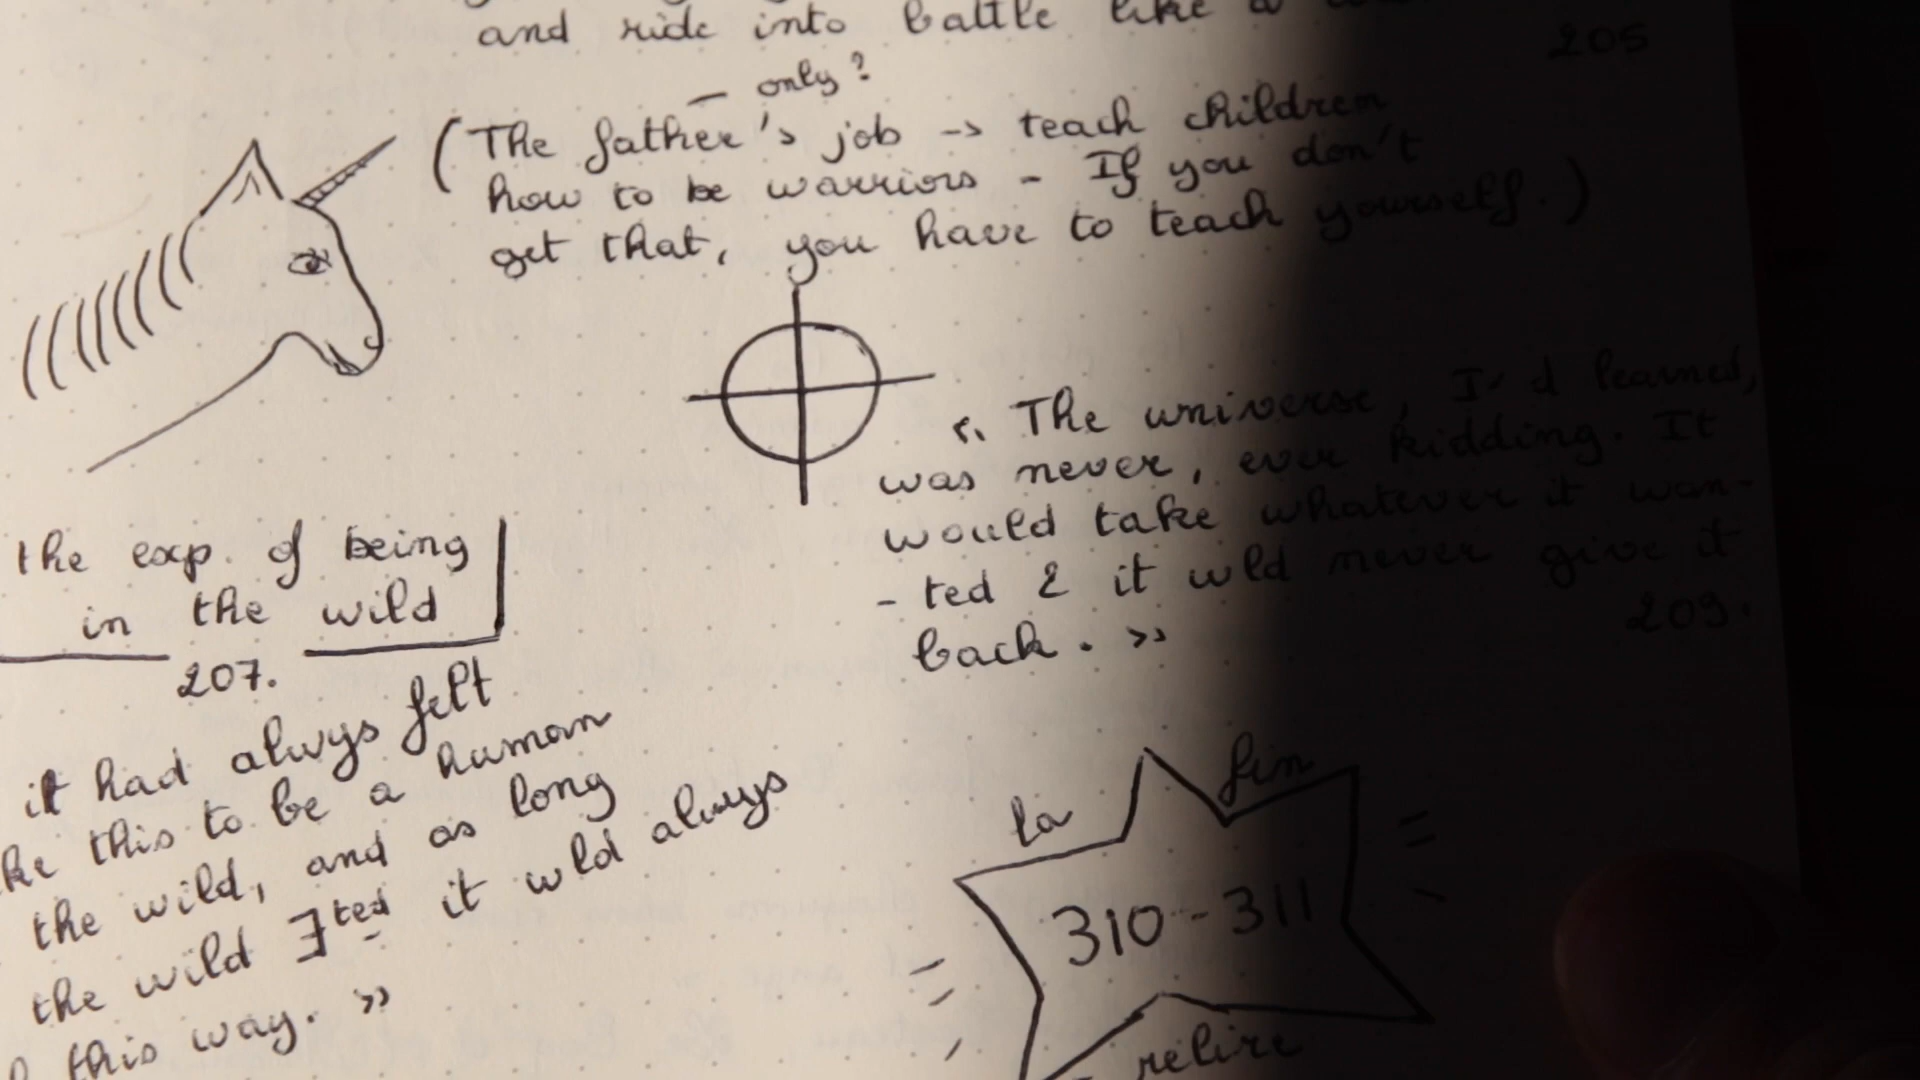 and ride into battle like a
205
— only ?
(The father's job -> teach children
how to be warriors - If you don't
get that, you have to teach yourself.)
« The universe, I'd learned,
was never, ever kidding. It
would take whatever it wan-
- ted & it wld never give it
back. »
209.
the exp. of being
in the wild
207.
it had alwys felt
this to be a human
the wild, and as long
the wild ∃ted it wld always
this way. »
la fin
310-311
relire